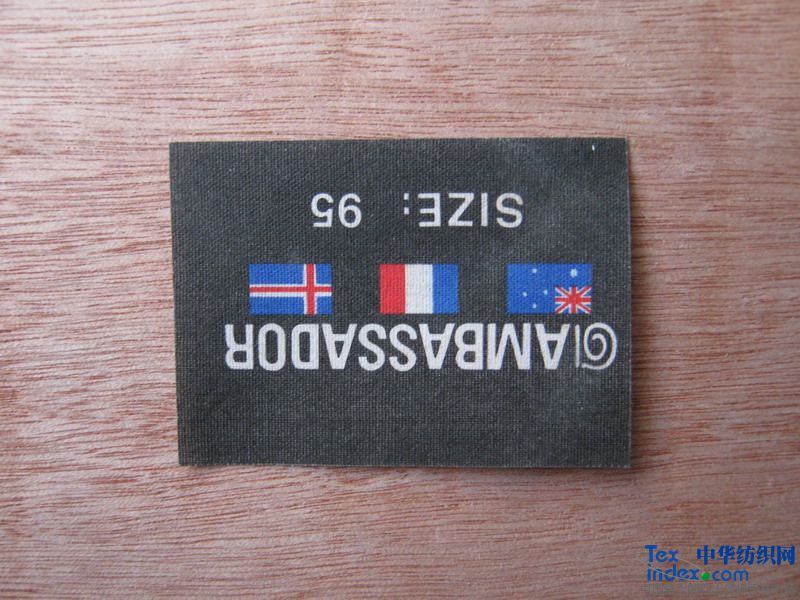 AMBASSADOR
SIZE: 95
Tex 中华纺织网
index.com